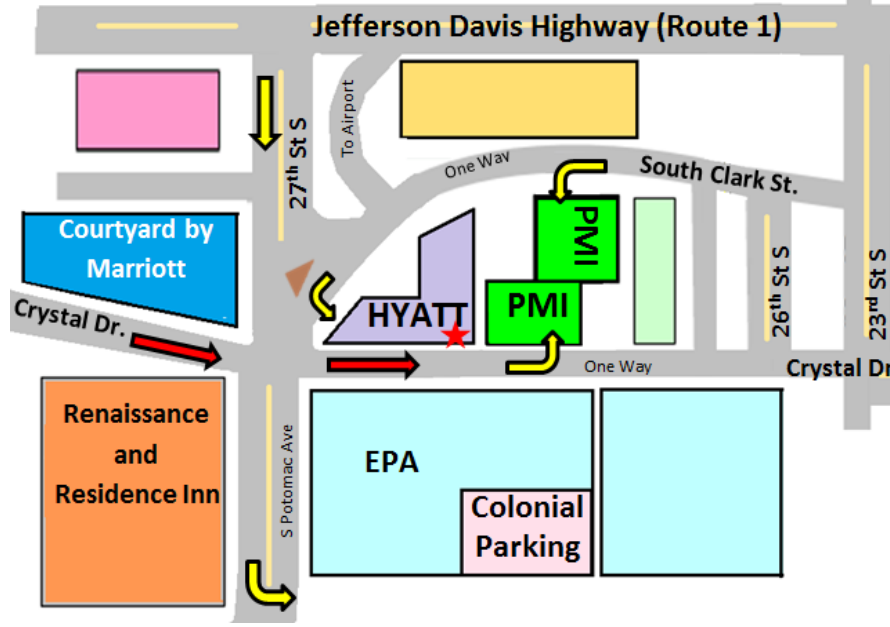 Jefferson Davis Highway (Route 1)
27th St S
To Airport
One Way
South Clark St.
Courtyard by
Marriott
PMI
26th St S
23rd St S
HYATT
PMI
Crystal Dr.
One Way
Crystal Dr
Renaissance
and
Residence Inn
S Potomac Ave
EPA
Colonial
Parking